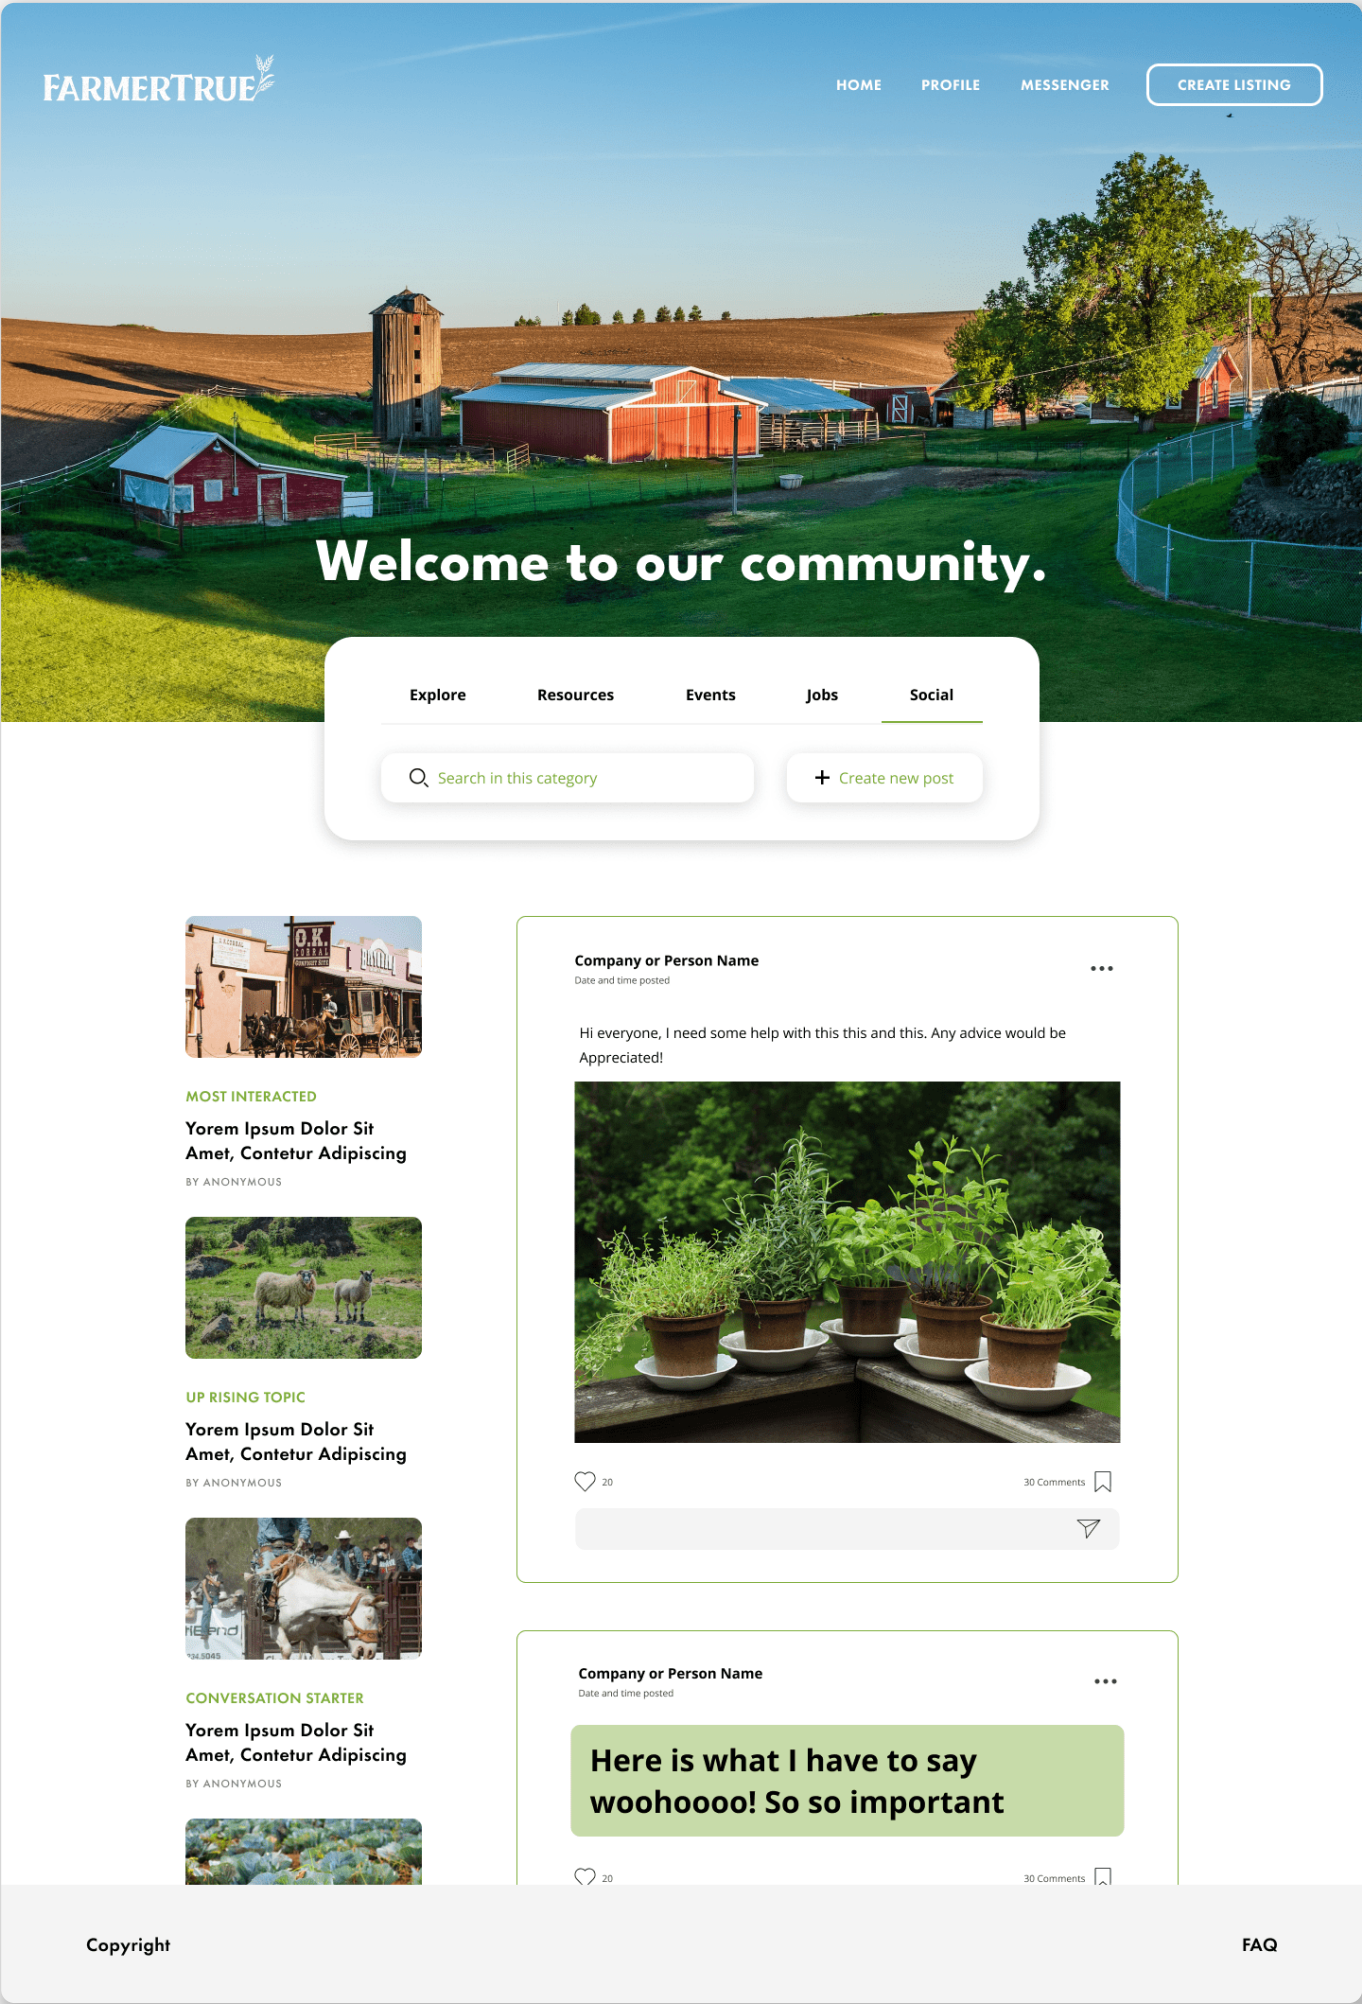 FARMERTRUE
HOME PROFILE MESSENGER CREATE LISTING
Welcome to our community.
Explore Resources Events Jobs Social
Search in this category
Create new post
O.K.
CORRAL
MOST INTERACTED
Yorem Ipsum Dolor Sit
Amet, Contetur Adipiscing
BY ANONYMOUS
UP RISING TOPIC
Yorem Ipsum Dolor Sit
Amet, Contetur Adipiscing
BY ANONYMOUS
CONVERSATION STARTER
Yorem Ipsum Dolor Sit
Amet, Contetur Adipiscing
BY ANONYMOUS
Company or Person Name
Date and time posted
Hi everyone, I need some help with this this and this. Any advice would be
Appreciated!
20
30 Comments
Company or Person Name
Date and time posted
Here is what I have to say
woohoooo! So so important
20
30 Comments
Copyright
FAQ